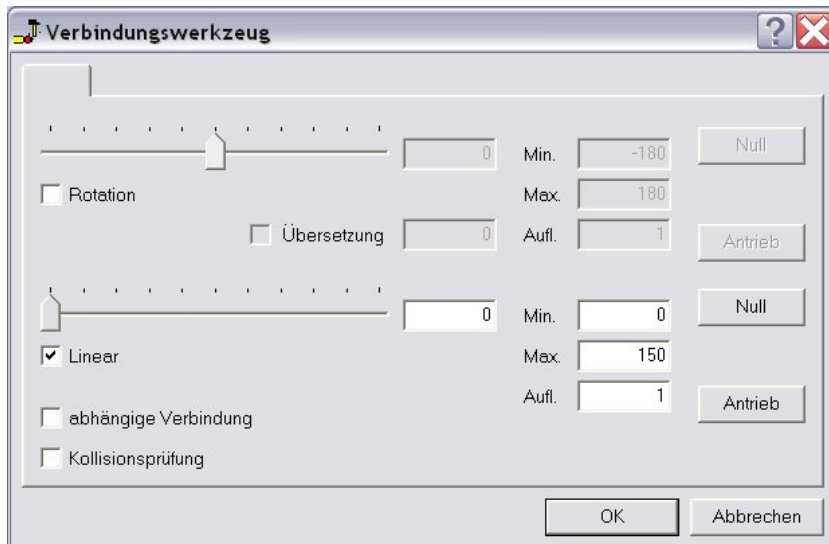 Verbindungswerkzeug
0 Min. -180 Null
Rotation Max. 180
Übersetzung 0 Aufl. 1 Antrieb
0 Min. 0 Null
Linear Max. 150
Aufl. 1 Antrieb
abhängige Verbindung
Kollisionsprüfung
OK Abbrechen